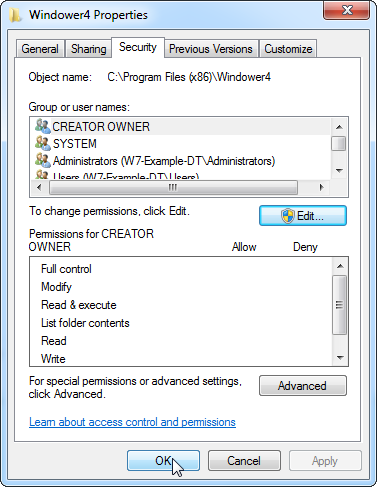 Windower4 Properties
General Sharing Security Previous Versions Customize
Object name: C:\Program Files (x86)\Windower4
Group or user names:
CREATOR OWNER
SYSTEM
Administrators (W7-Example-DT\Administrators)
Users (W7-Example-DT\Users)
To change permissions, click Edit.
Edit...
Permissions for CREATOR
OWNER Allow Deny
Full control
Modify
Read & execute
List folder contents
Read
Write
For special permissions or advanced settings,
click Advanced.
Advanced
Learn about access control and permissions
OK Cancel Apply